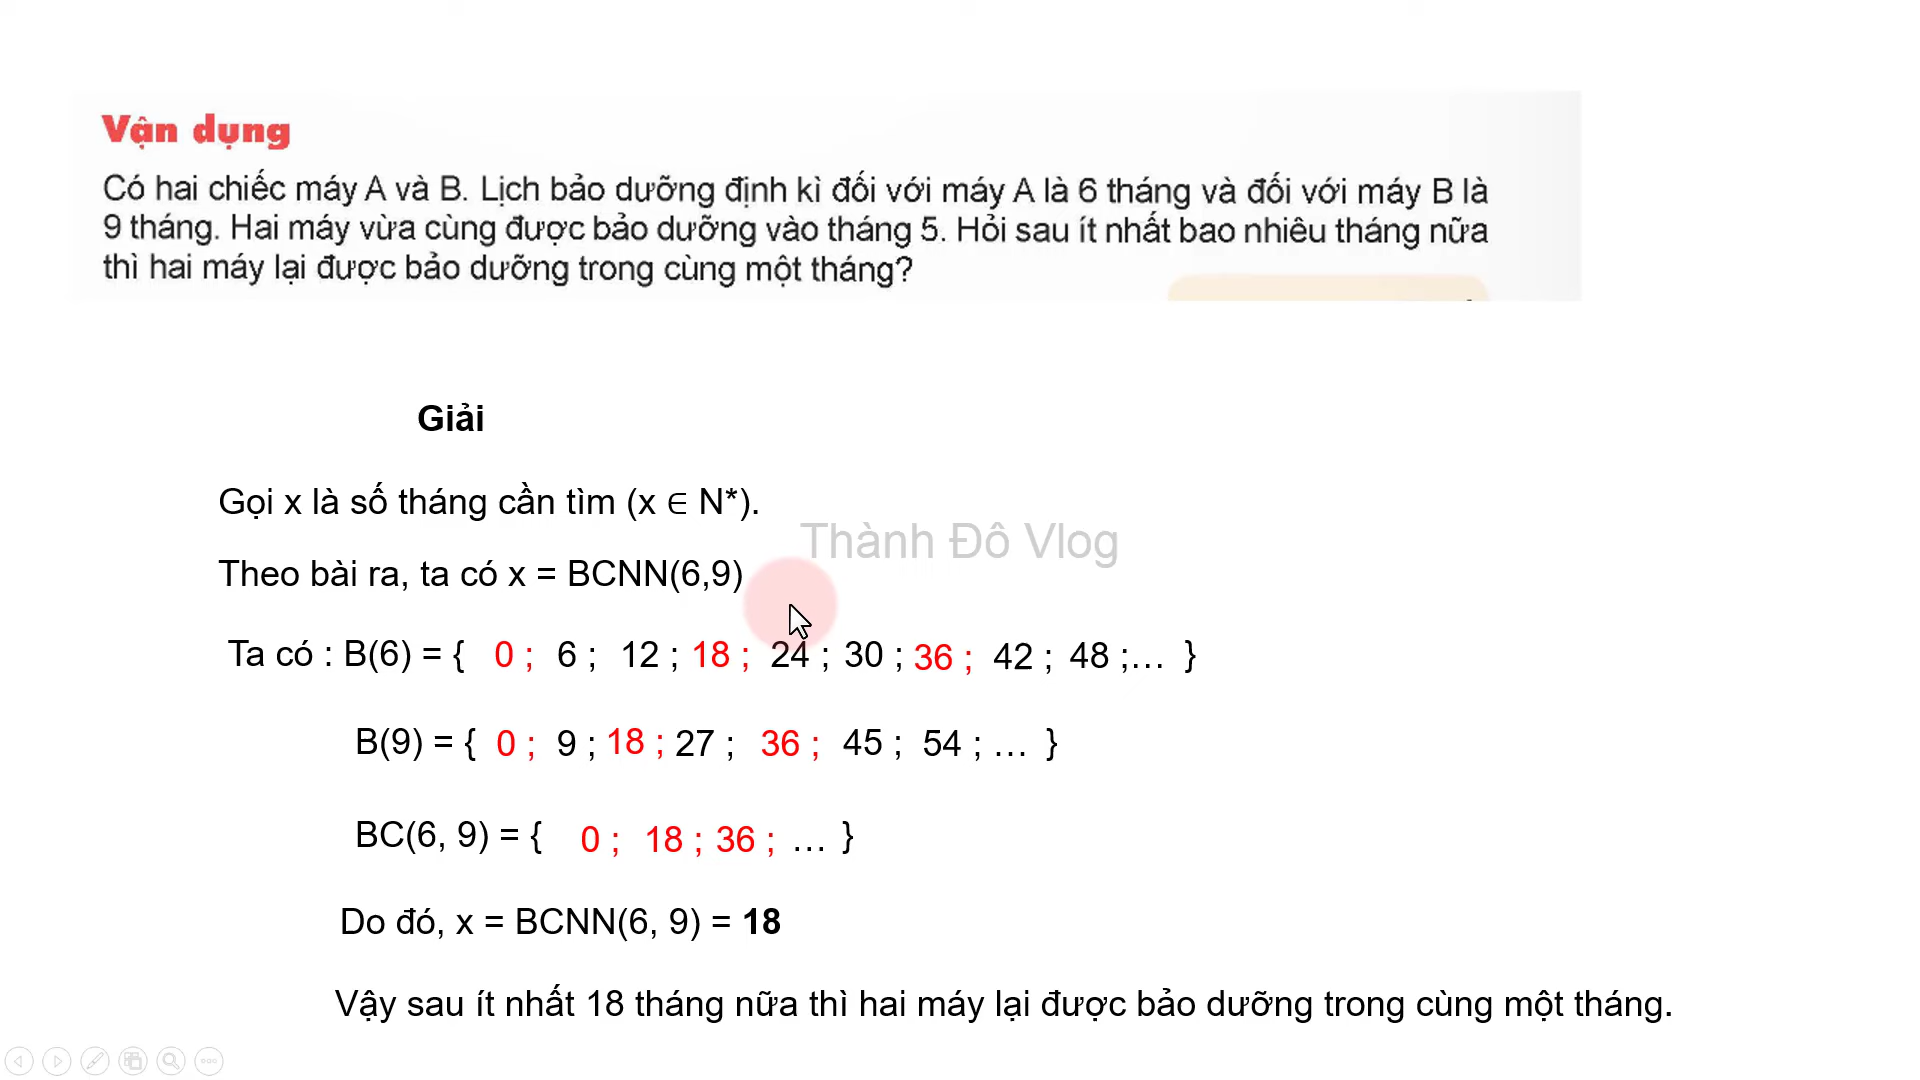 Vận dụng
Có hai chiếc máy A và B. Lịch bảo dưỡng định kì đối với máy A là 6 tháng và đối với máy B là
9 tháng. Hai máy vừa cùng được bảo dưỡng vào tháng 5. Hỏi sau ít nhất bao nhiêu tháng nữa
thì hai máy lại được bảo dưỡng trong cùng một tháng?
Giải
Gọi x là số tháng cần tìm (x ∈ N*).
Thành Đô Vlog
Theo bài ra, ta có x = BCNN(6,9)
Ta có : B(6) = { 0 ; 6 ; 12 ; 18 ; 24 ; 30 ; 36 ; 42 ; 48 ;… }
B(9) = { 0 ; 9 ; 18 ; 27 ; 36 ; 45 ; 54 ; … }
BC(6, 9) = { 0 ; 18 ; 36 ; … }
Do đó, x = BCNN(6, 9) = 18
Vậy sau ít nhất 18 tháng nữa thì hai máy lại được bảo dưỡng trong cùng một tháng.